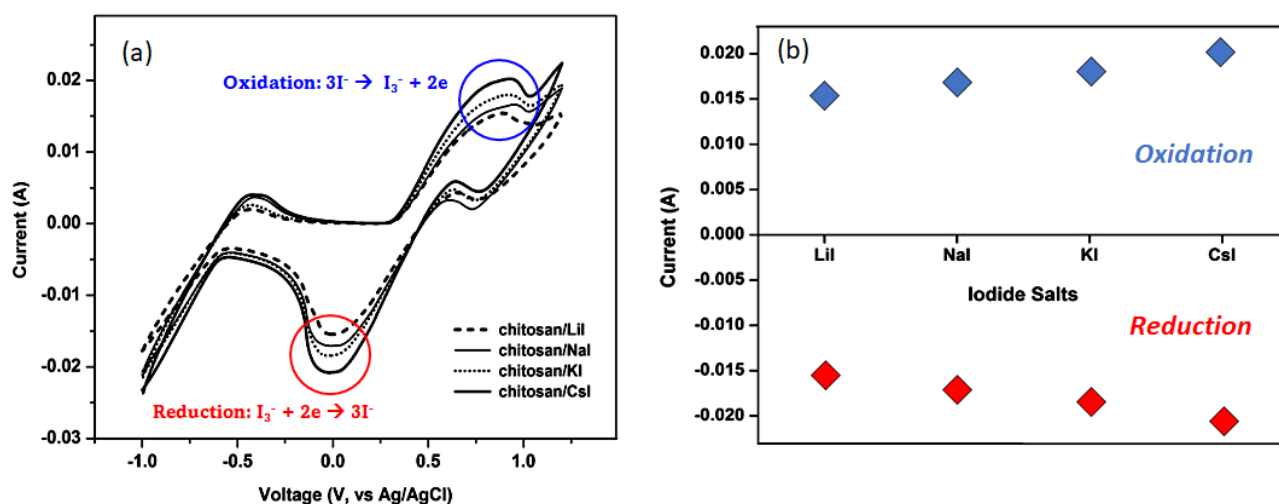 (a)
Oxidation: 3I⁻ → I₃⁻ + 2e
0.02
0.01
0.00
-0.01
-0.02
-0.03
Current (A)
chitosan/LiI
chitosan/NaI
chitosan/KI
chitosan/CsI
Reduction: I₃⁻ + 2e → 3I⁻
-1.0 -0.5 0.0 0.5 1.0
Voltage (V, vs Ag/AgCl)
(b)
0.020
0.015
0.010
0.005
0.000
-0.005
-0.010
-0.015
-0.020
Current (A)
Oxidation
LiI NaI KI CsI
Iodide Salts
Reduction